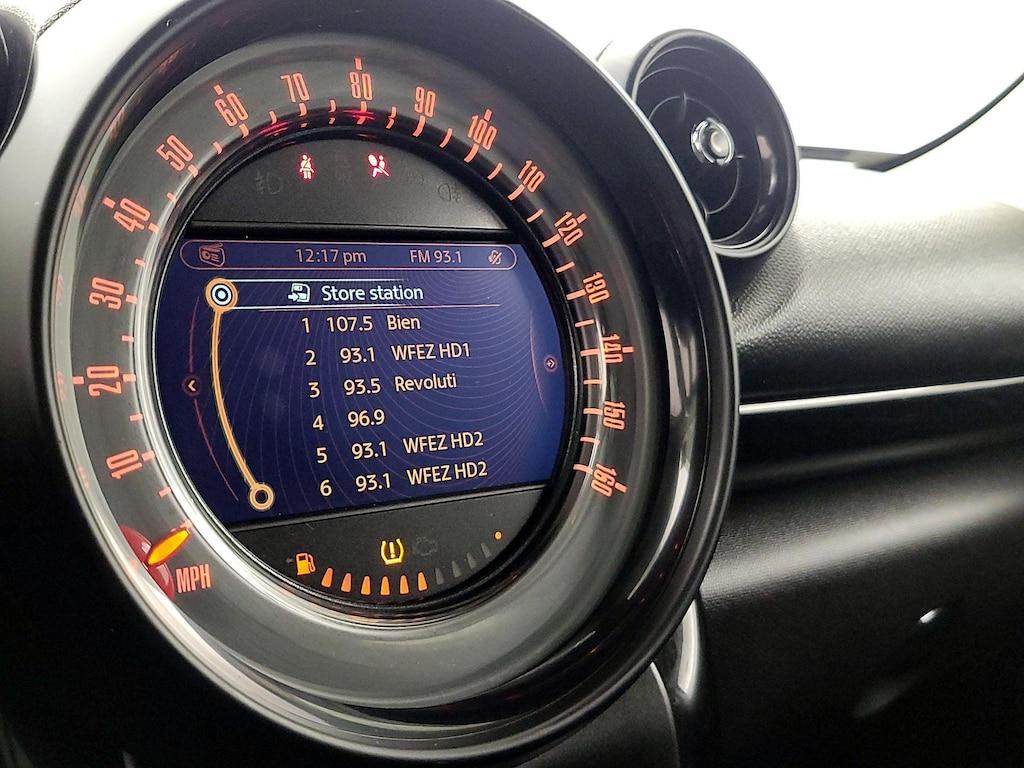 10
20
30
40
50
60
70
80
90
100
110
120
130
140
150
160
MPH
12:17 pm FM 93.1
Store station
1 107.5 Bien
2 93.1 WFEZ HD1
3 93.5 Revoluti
4 96.9
5 93.1 WFEZ HD2
6 93.1 WFEZ HD2